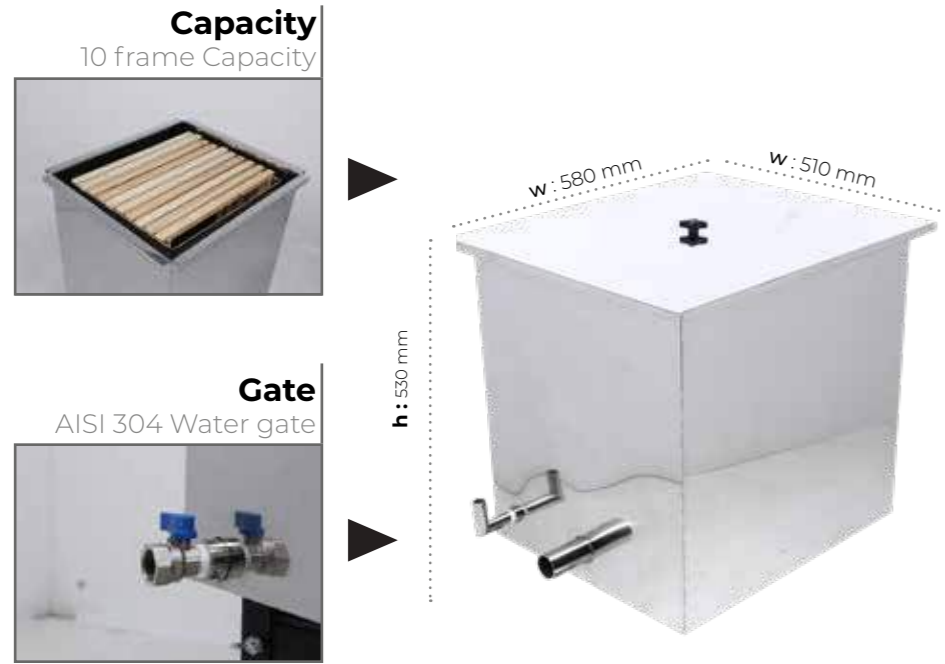 Capacity
10 frame Capacity
w : 580 mm
w : 510 mm
h : 530 mm
Gate
AISI 304 Water gate